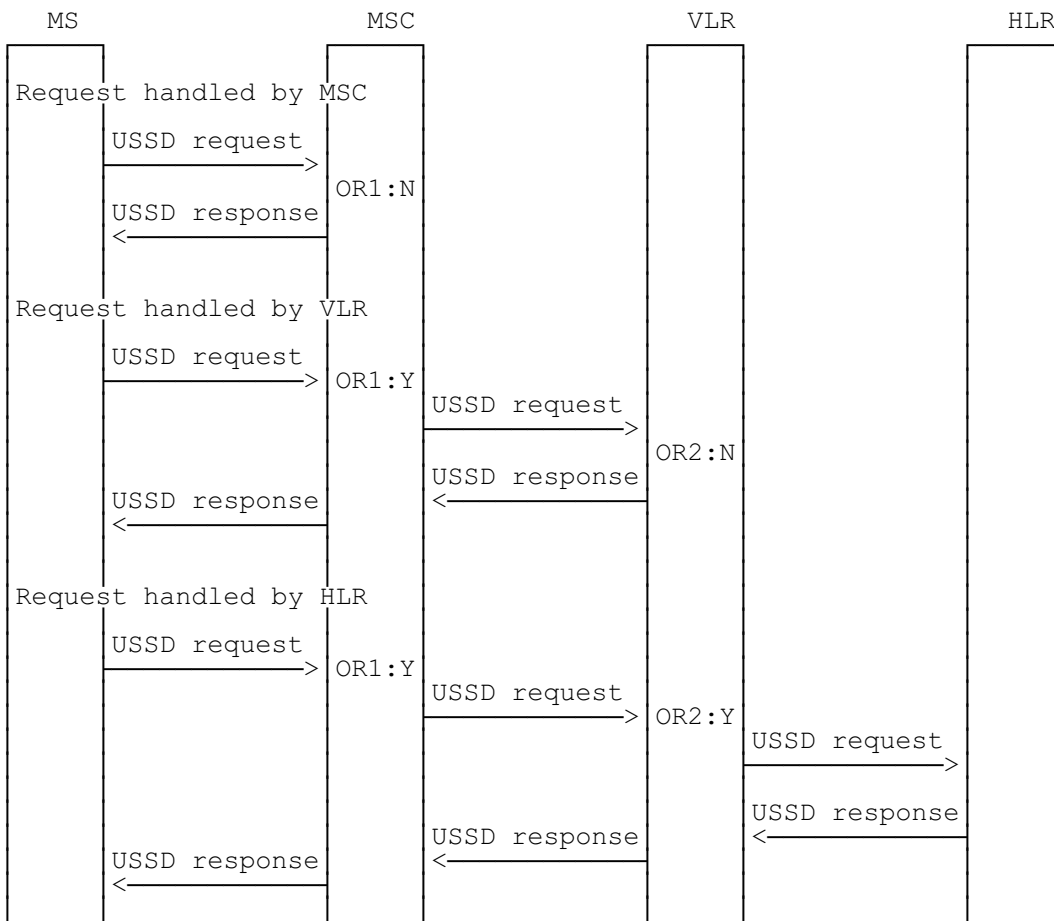 MS MSC VLR HLR
Request handled by MSC
USSD request
OR1:N
USSD response
Request handled by VLR
USSD request
OR1:Y
USSD request
OR2:N
USSD response
USSD response
Request handled by HLR
USSD request
OR1:Y
USSD request
OR2:Y
USSD request
USSD response
USSD response
USSD response